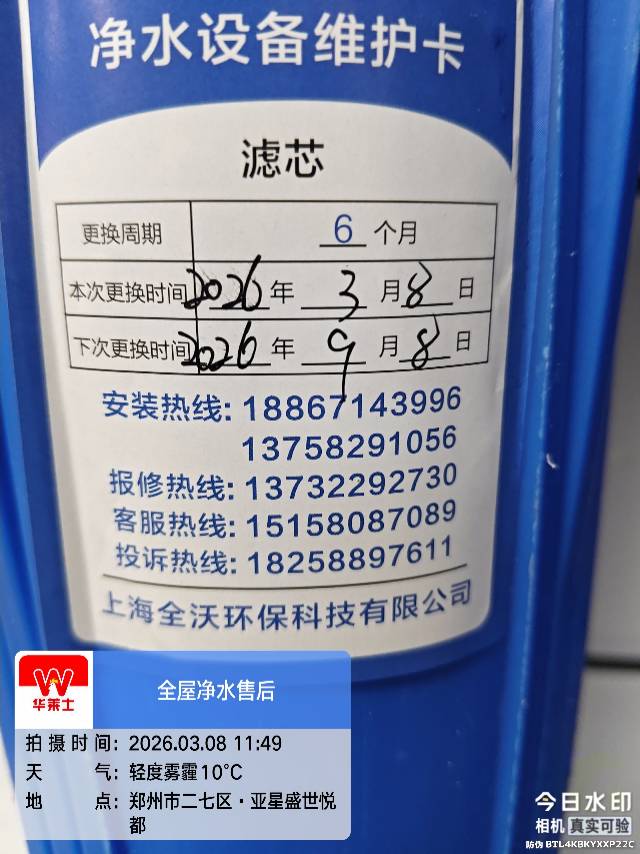 净水设备维护卡
滤芯
更换周期 6 个月
本次更换时间 2026 年 3 月 8 日
下次更换时间 2026 年 9 月 8 日
安装热线: 18867143996
13758291056
报修热线: 13732292730
客服热线: 15158087089
投诉热线: 18258897611
上海全沃环保科技有限公司
华莱士
全屋净水售后
拍摄时间: 2026.03.08 11:49
天气: 轻度雾霾10℃
地点: 郑州市二七区·亚星盛世悦
都
今日水印
相机 真实可验
防伪 BTL4KBKYXXP22C